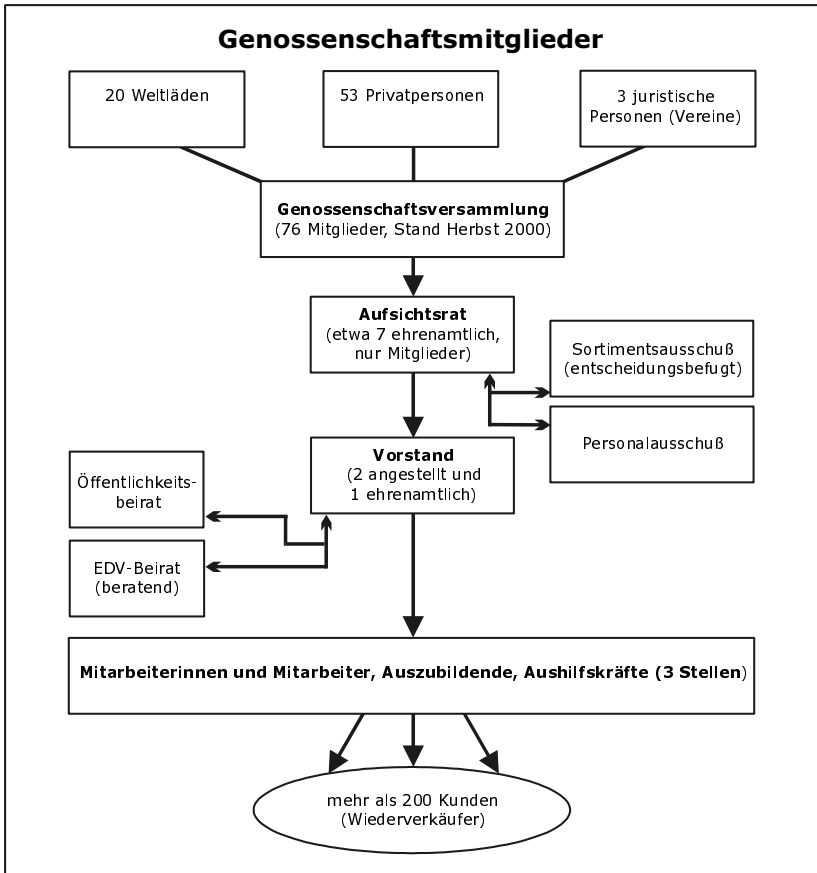 Genossenschaftsmitglieder
20 Weltläden
53 Privatpersonen
3 juristische
Personen (Vereine)
Genossenschaftsversammlung
(76 Mitglieder, Stand Herbst 2000)
Aufsichtsrat
(etwa 7 ehrenamtlich,
nur Mitglieder)
Sortimentsausschuß
(entscheidungsbefugt)
Personalausschuß
Vorstand
(2 angestellt und
1 ehrenamtlich)
Öffentlichkeits-
beirat
EDV-Beirat
(beratend)
Mitarbeiterinnen und Mitarbeiter, Auszubildende, Aushilfskräfte (3 Stellen)
mehr als 200 Kunden
(Wiederverkäufer)